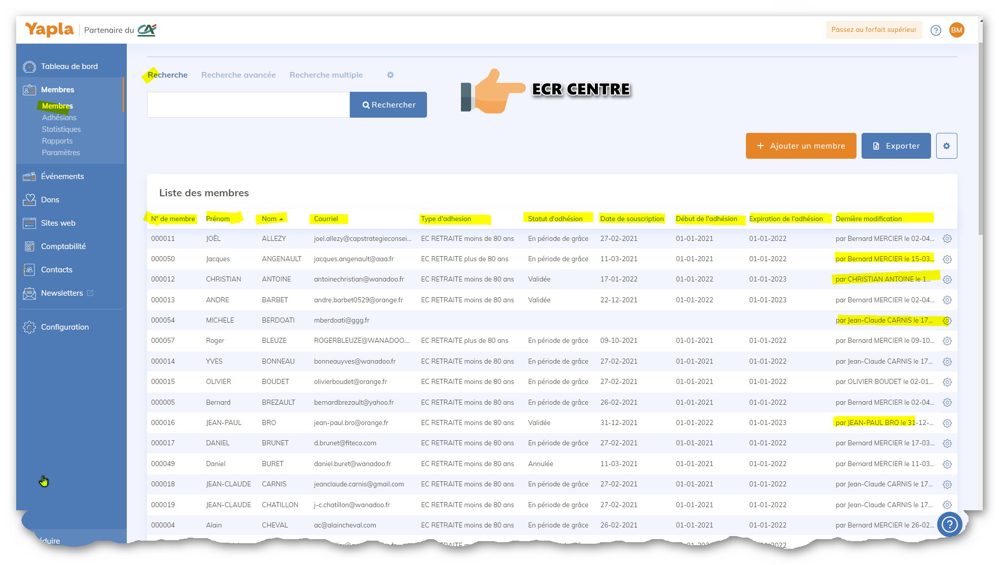 Yapla Partenaire du CA
Passez au forfait supérieur ? BM
Tableau de bord
Membres
Membres
Adhésions
Statistiques
Rapports
Paramètres
Événements
Dons
Sites web
Comptabilité
Contacts
Newsletters
Configuration
Recherche Recherche avancée Recherche multiple
Rechercher
ECR CENTRE
+ Ajouter un membre Exporter
Liste des membres
N° de membre Prénom Nom Courriel Type d'adhesion Statut d'adhésion Date de souscription Début de l'adhésion Expiration de l'adhésion Dernière modification
000011 JOËL ALLEZY joel.allezy@capstrategieconsei... EC RETRAITE moins de 80 ans En période de grâce 27-02-2021 01-01-2021 01-01-2022 par Bernard MERCIER le 02-04...
000050 Jacques ANGENAULT jacques.angenault@aaa.fr EC RETRAITE plus de 80 ans En période de grâce 11-03-2021 01-01-2021 01-01-2022 par Bernard MERCIER le 15-03...
000012 CHRISTIAN ANTOINE antoinechristian@wanadoo.fr EC RETRAITE moins de 80 ans Validée 17-01-2022 01-01-2022 01-01-2023 par CHRISTIAN ANTOINE le 1...
000013 ANDRE BARBET andre.barbet0529@orange.fr EC RETRAITE moins de 80 ans Validée 22-12-2021 01-01-2022 01-01-2023 par Bernard MERCIER le 02-04...
000054 MICHELE BERDOATI mberdoati@ggg.fr par Jean-Claude CARNIS le 17...
000057 Roger BLEUZE ROGERBLEUZE@WANADOO.... EC RETRAITE plus de 80 ans En période de grâce 09-10-2021 01-01-2021 01-01-2022 par Bernard MERCIER le 09-10...
000014 YVES BONNEAU bonneauyves@wanadoo.fr EC RETRAITE moins de 80 ans En période de grâce 27-02-2021 01-01-2021 01-01-2022 par Jean-Claude CARNIS le 17...
000015 OLIVIER BOUDET olivierboudet@orange.fr EC RETRAITE moins de 80 ans En période de grâce 27-02-2021 01-01-2021 01-01-2022 par OLIVIER BOUDET le 02-01...
000005 Bernard BREZAULT bernardbrezault@yahoo.fr EC RETRAITE moins de 80 ans En période de grâce 26-02-2021 01-01-2021 01-01-2022 par Bernard MERCIER le 02-04...
000016 JEAN-PAUL BRO jean-paul.bro@orange.fr EC RETRAITE moins de 80 ans Validée 31-12-2021 01-01-2022 01-01-2023 par JEAN-PAUL BRO le 31-12-...
000017 DANIEL BRUNET d.brunet@fiteco.com EC RETRAITE moins de 80 ans En période de grâce 27-02-2021 01-01-2021 01-01-2022 par Bernard MERCIER le 17-03...
000049 Daniel BURET daniel.buret@wanadoo.fr EC RETRAITE moins de 80 ans Annulée 11-03-2021 01-01-2021 01-01-2022 par Bernard MERCIER le 11-03...
000018 JEAN-CLAUDE CARNIS jeanclaude.carnis@gmail.com EC RETRAITE moins de 80 ans En période de grâce 27-02-2021 01-01-2021 01-01-2022 par Jean-Claude CARNIS le 17...
000019 JEAN-CLAUDE CHATILLON j-c.chatillon@wanadoo.fr EC RETRAITE moins de 80 ans En période de grâce 27-02-2021 01-01-2021 01-01-2022 par Jean-Claude CARNIS le 17...
000004 Alain CHEVAL ac@alaincheval.com EC RETRAITE moins de 80 ans En période de grâce 26-02-2021 01-01-2021 01-01-2022 par Bernard MERCIER le 26-02...
?
éduire